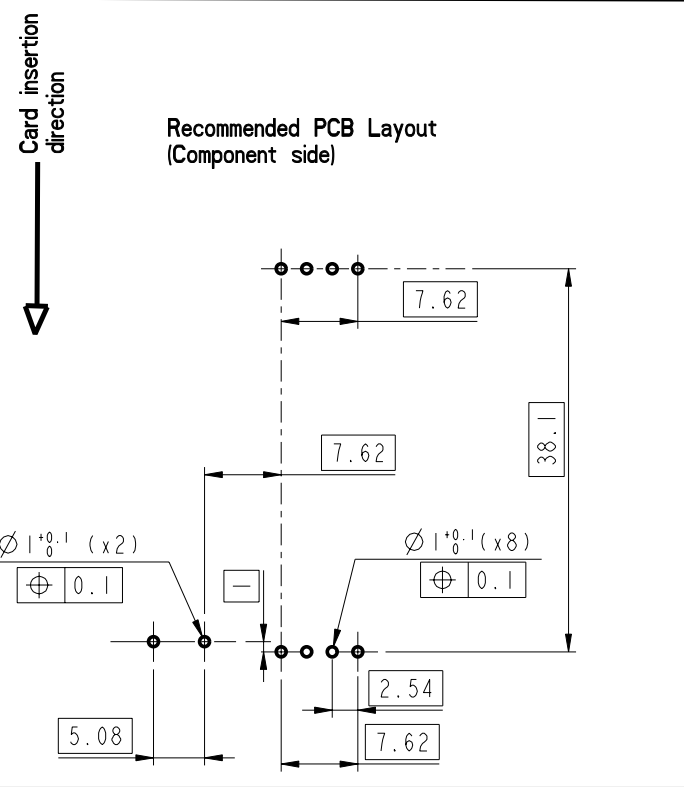 Card insertion
direction
Recommended PCB Layout
(Component side)
7.62
38.1
7.62
Ø 1 +0.1 0 (x2)
⌖ 0.1
Ø 1 +0.1 0 (x8)
⌖ 0.1
1
2.54
5.08
7.62